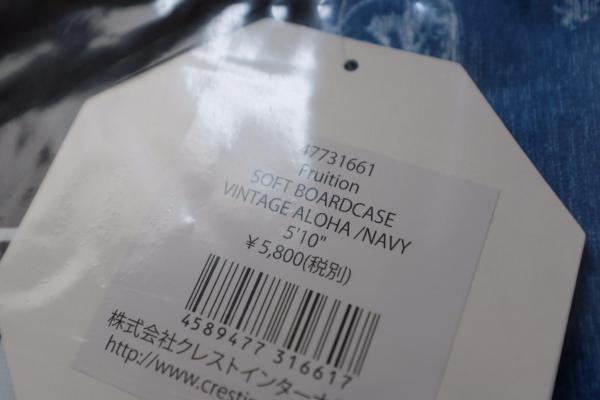 47731661
Fruition
SOFT BOARDCASE
VINTAGE ALOHA /NAVY
5'10"
￥5,800(税別)
4589477 316617
株式会社クレストインター
http://www.cresti